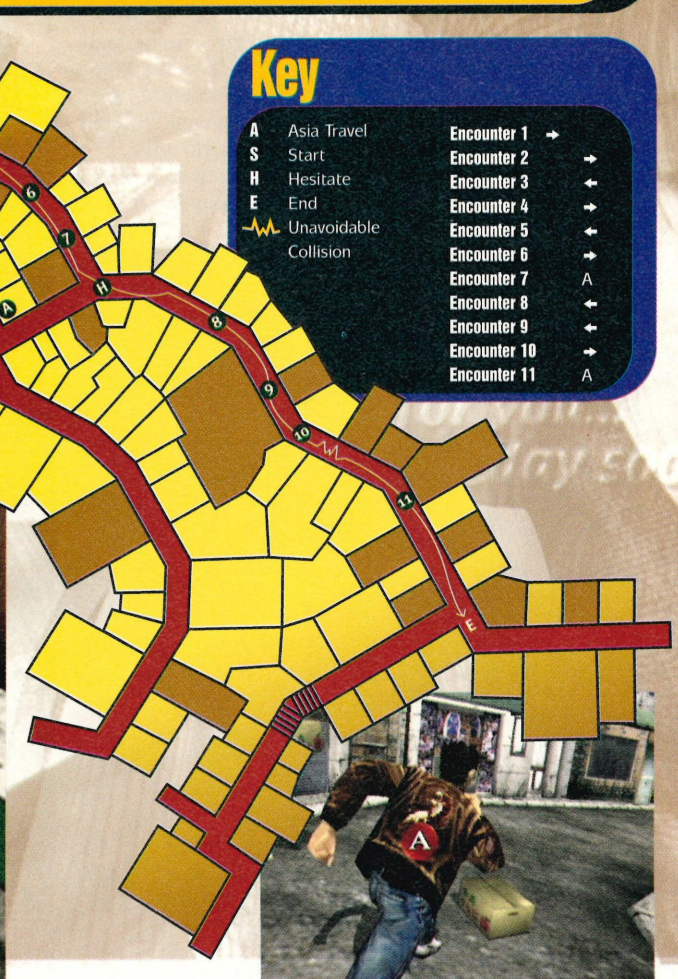 Key
A Asia Travel
S Start
H Hesitate
E End
Unavoidable
Collision
Encounter 1 →
Encounter 2 →
Encounter 3 ←
Encounter 4 →
Encounter 5 ←
Encounter 6 →
Encounter 7 A
Encounter 8 ←
Encounter 9 ←
Encounter 10 →
Encounter 11 A
6
7
H
A
8
9
10
11
E
A